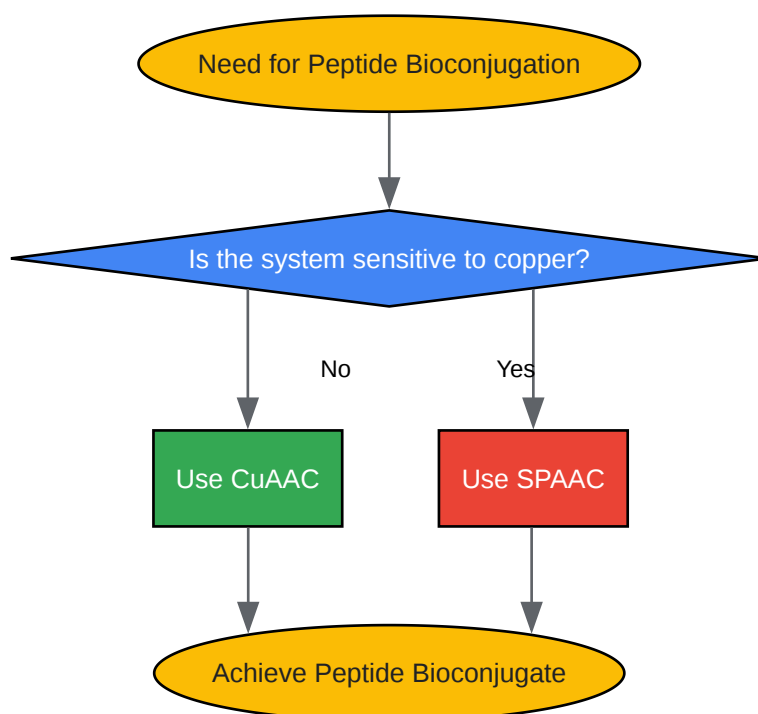 Need for Peptide Bioconjugation
Is the system sensitive to copper?
No
Yes
Use CuAAC
Use SPAAC
Achieve Peptide Bioconjugate